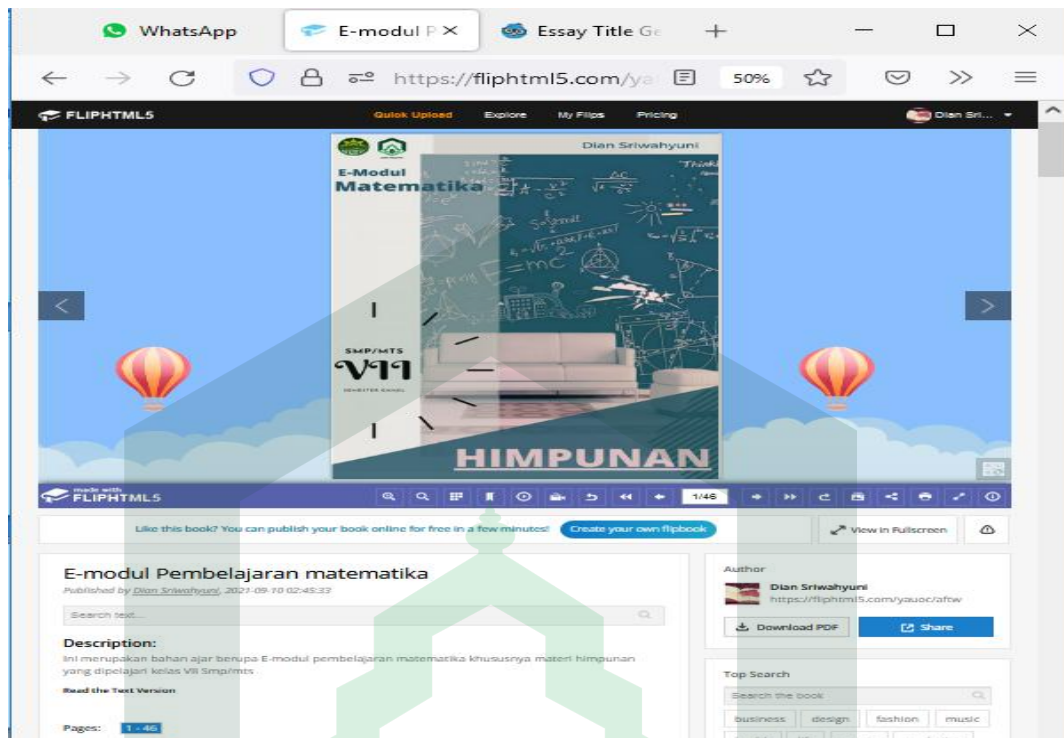 WhatsApp
E-modul P
Essay Title Ge
https://fliphtml5.com/ya
50%
FLIPHTML5
Quick Upload
Explore
My Flips
Pricing
Dian Sri...
Dian Sriwahyuni
E-Modul
Matematika
SMP/MTS
VII
HIMPUNAN
made with
FLIPHTML5
1/46
Like this book? You can publish your book online for free in a few minutes!
Create your own flipbook
View in Fullscreen
E-modul Pembelajaran matematika
Published by Dian Sriwahyuni, 2021-09-10 02:45:33
Search text...
Description:
Ini merupakan bahan ajar berupa E-modul pembelajaran matematika khususnya materi himpunan
yang dipelajari kelas VII Smp/mts
Read the Text Version
Pages:
1 - 46
Author
Dian Sriwahyuni
https://fliphtml5.com/yauoc/aftw
Download PDF
Share
Top Search
Search the book
business
design
fashion
music